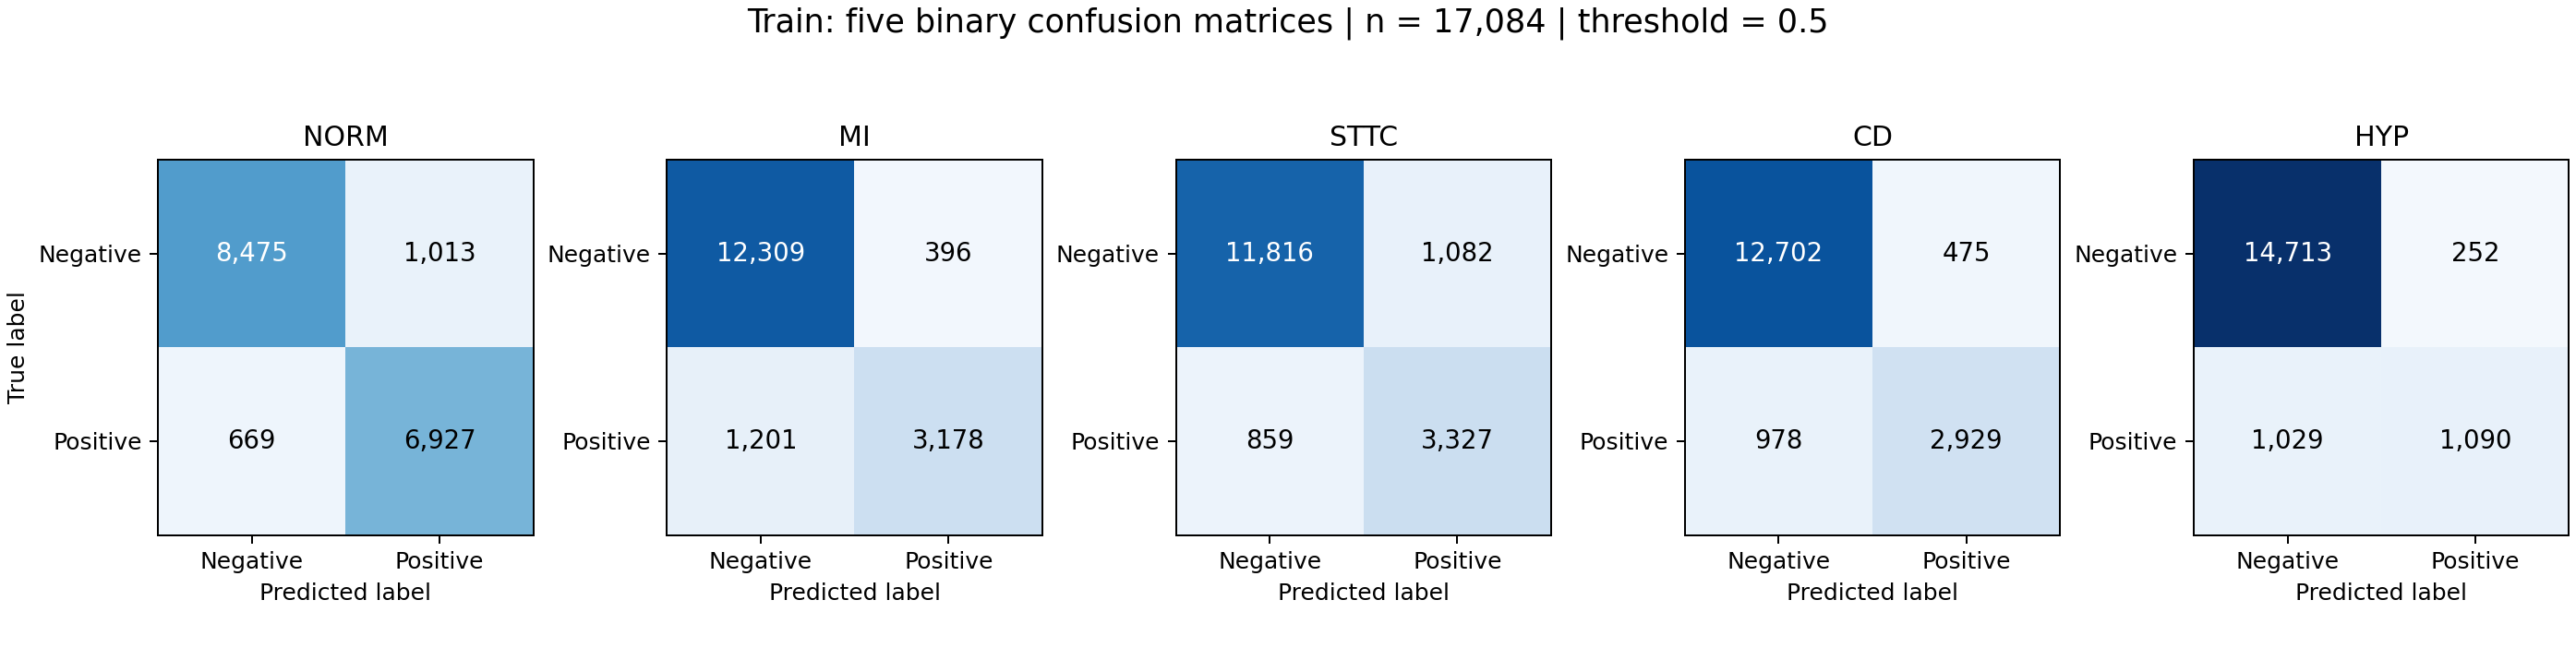 Train: five binary confusion matrices | n = 17,084 | threshold = 0.5
NORM
True label
Negative 8,475 1,013
Positive 669 6,927
Negative Positive
Predicted label
MI
Negative 12,309 396
Positive 1,201 3,178
Negative Positive
Predicted label
STTC
Negative 11,816 1,082
Positive 859 3,327
Negative Positive
Predicted label
CD
Negative 12,702 475
Positive 978 2,929
Negative Positive
Predicted label
HYP
Negative 14,713 252
Positive 1,029 1,090
Negative Positive
Predicted label